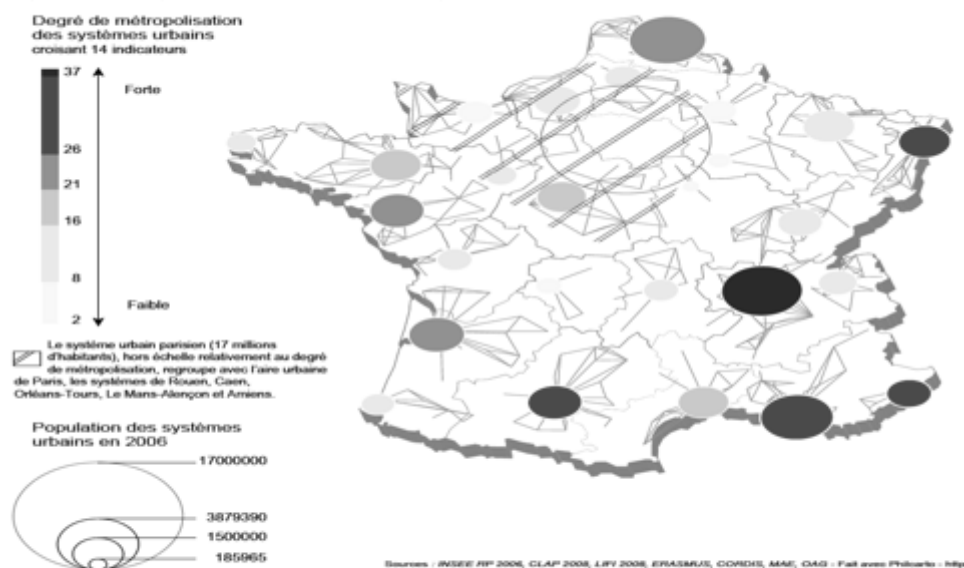 Degré de métropolisation
des systèmes urbains
croisant 14 indicateurs
37
Forte
26
21
16
8
Faible
2
Le système urbain parisien (17 millions
d'habitants), hors échelle relativement au degré
de métropolisation, regroupe avec l'aire urbaine
de Paris, les systèmes de Rouen, Caen,
Orléans-Tours, Le Mans-Alençon et Amiens.
Population des systèmes
urbains en 2006
17000000
3879390
1500000
185965
Sources : INSEE RP 2006, CLAP 2008, LIFI 2008, ERASMUS, CORDIS, MAE, OAG - Fait avec Philcarto - http